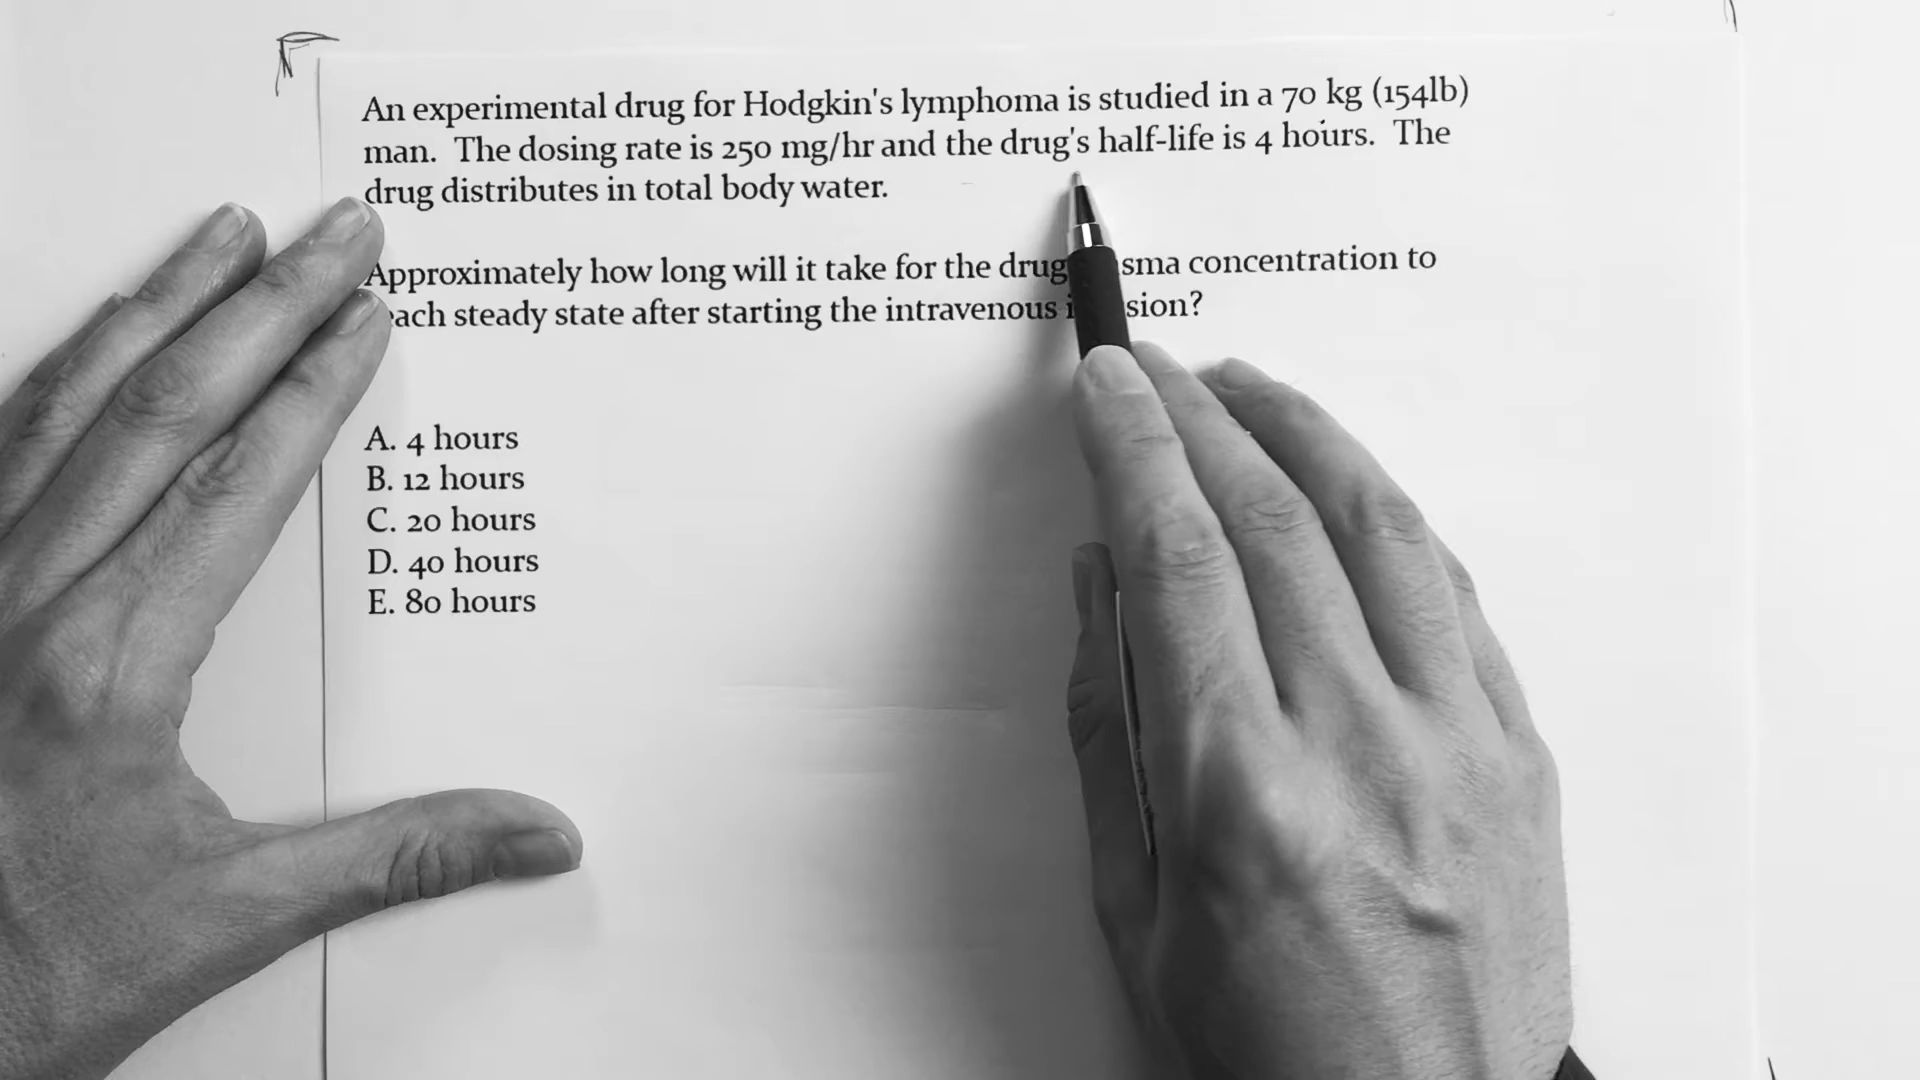 An experimental drug for Hodgkin's lymphoma is studied in a 70 kg (154lb)
man. The dosing rate is 250 mg/hr and the drug's half-life is 4 hours. The
drug distributes in total body water.
Approximately how long will it take for the drug sma concentration to
each steady state after starting the intravenous i sion?
A. 4 hours
B. 12 hours
C. 20 hours
D. 40 hours
E. 80 hours